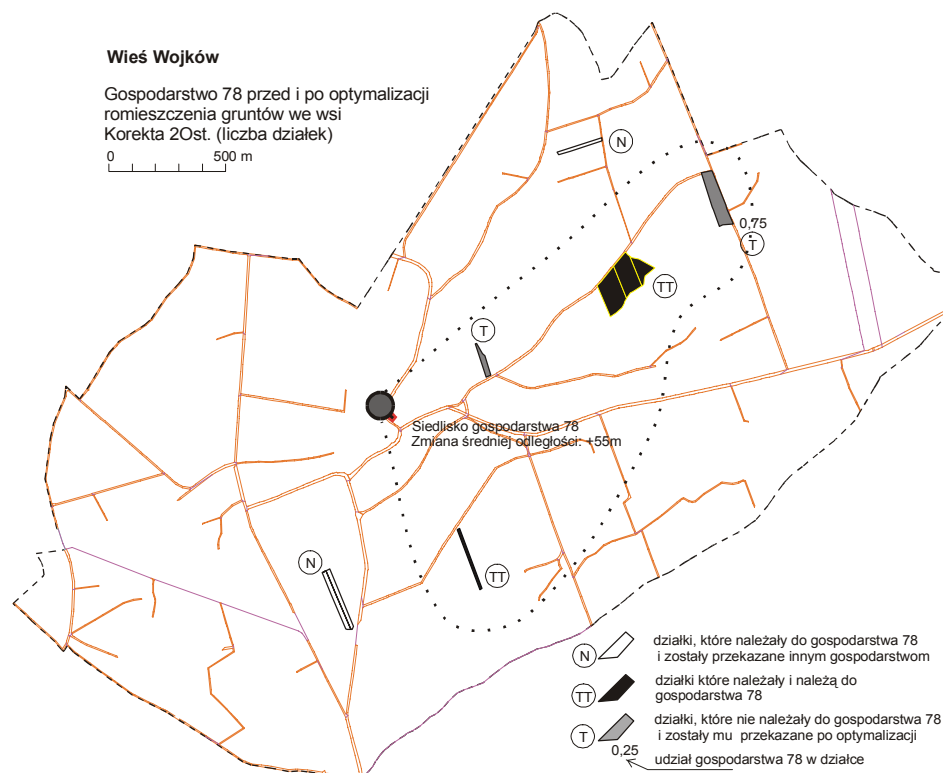 Wieś Wojków
Gospodarstwo 78 przed i po optymalizacji
romieszczenia gruntów we wsi
Korekta 2Ost. (liczba działek)
0 500 m
N
0,75
T
TT
T
Siedlisko gospodarstwa 78
Zmiana średniej odległości: +55m
N
TT
N działki, które należały do gospodarstwa 78
i zostały przekazane innym gospodarstwom
TT działki które należały i należą do
gospodarstwa 78
T działki, które nie należały do gospodarstwa 78
i zostały mu przekazane po optymalizacji
0,25 udział gospodarstwa 78 w działce